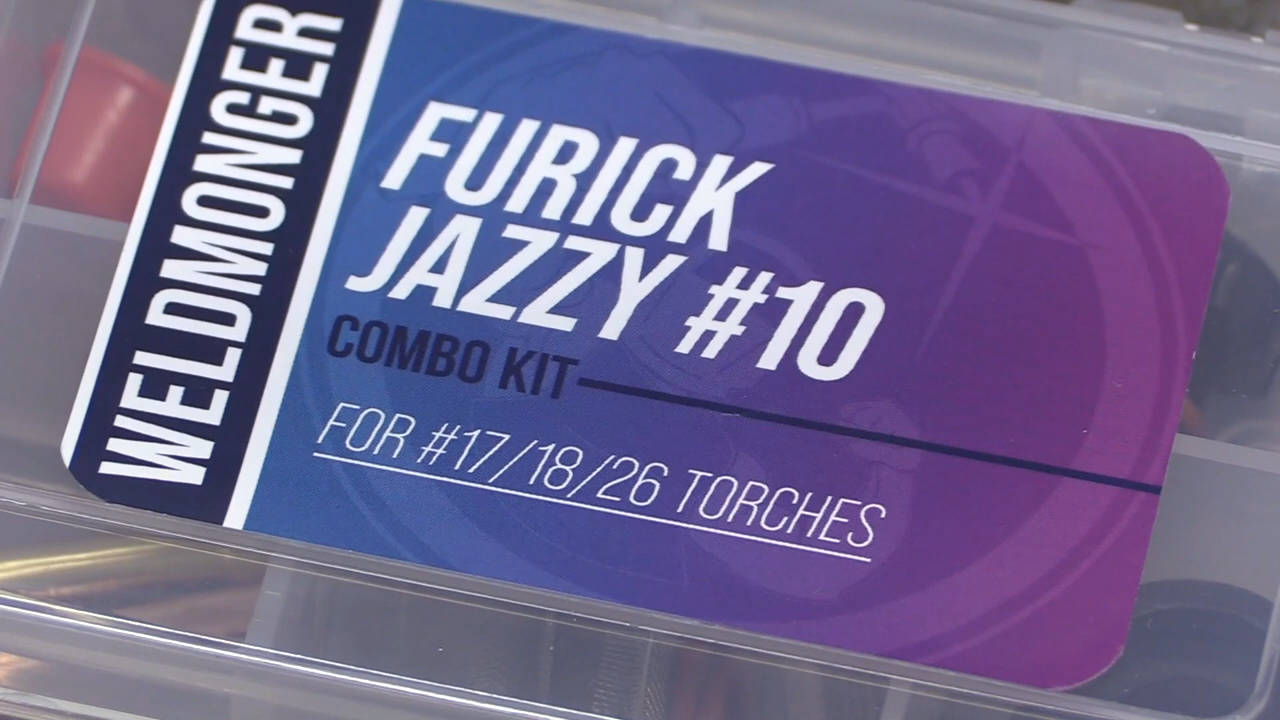 WELDMONGER
FURICK
JAZZY #10
COMBO KIT
FOR #17/18/26 TORCHES